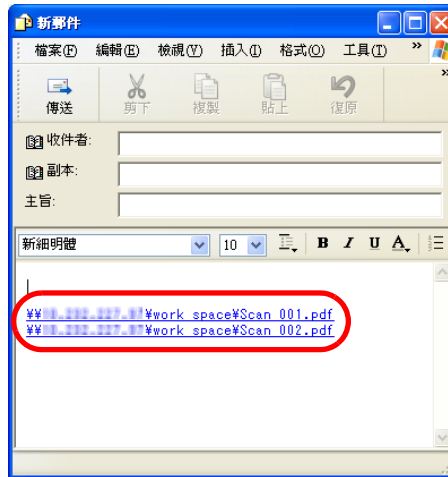 新郵件
檔案(F) 編輯(E) 檢視(V) 插入(I) 格式(O) 工具(T) »
傳送 剪下 複製 貼上 復原
收件者:
副本:
主旨:
新細明體 10 B I U A
¥¥ ¥work space¥Scan 001.pdf
¥¥ ¥work space¥Scan 002.pdf